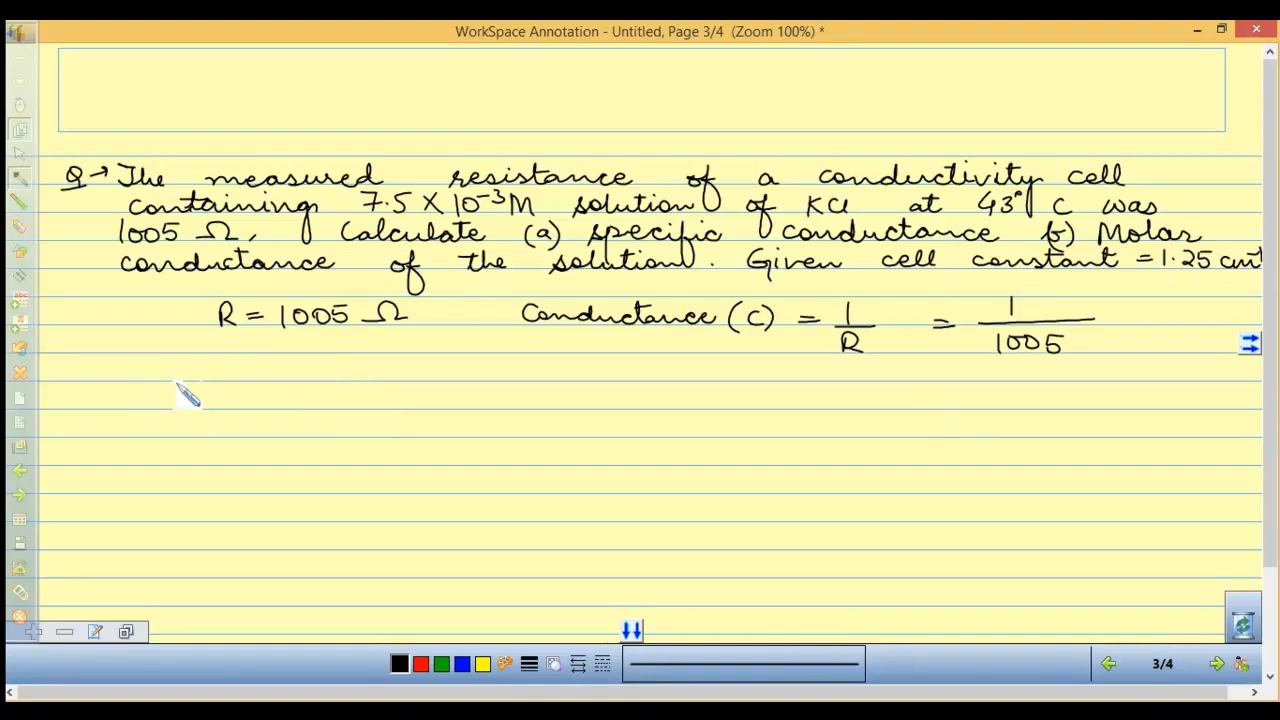 WorkSpace Annotation - Untitled, Page 3/4 (Zoom 100%) *
Q→ The measured resistance of a conductivity cell
containing 7.5 X 10⁻³ M solution of KCl at 43° C was
1005 Ω. Calculate (a) specific conductance b) Molar
conductance of the solution. Given cell constant = 1.25 cm⁻¹
R = 1005 Ω Conductance (C) = 1/R = 1/1005
3/4